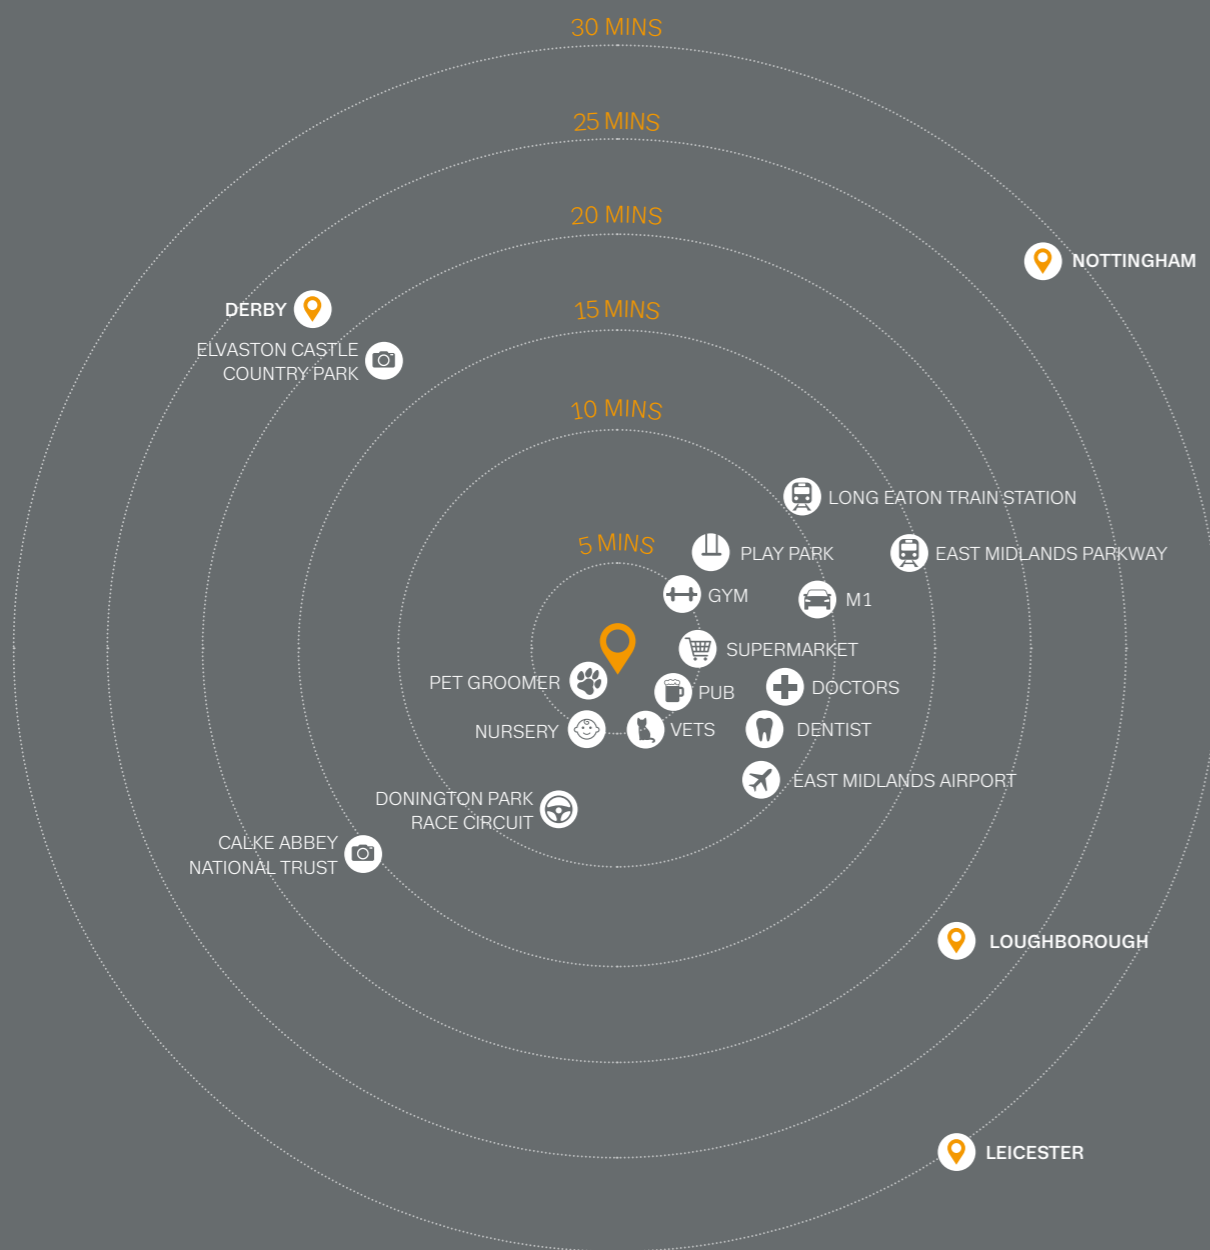 30 MINS
25 MINS
20 MINS
NOTTINGHAM
DERBY
15 MINS
ELVASTON CASTLE
COUNTRY PARK
10 MINS
LONG EATON TRAIN STATION
5 MINS
PLAY PARK
EAST MIDLANDS PARKWAY
GYM
M1
SUPERMARKET
PET GROOMER
PUB
DOCTORS
NURSERY
VETS
DENTIST
EAST MIDLANDS AIRPORT
DONINGTON PARK
RACE CIRCUIT
CALKE ABBEY
NATIONAL TRUST
LOUGHBOROUGH
LEICESTER